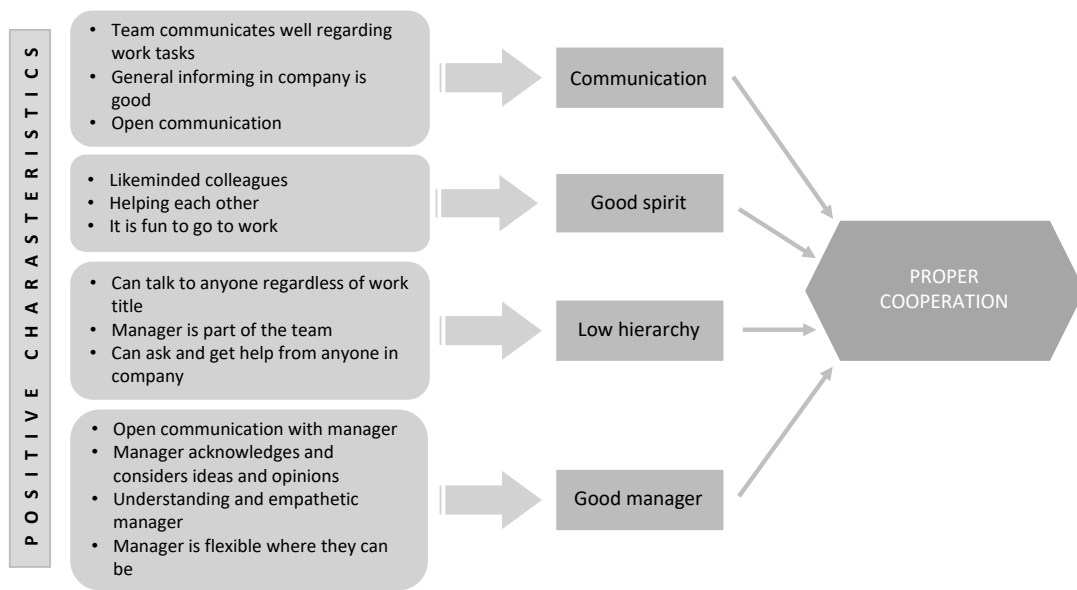 POSITIVE CHARASTERISTICS
• Team communicates well regarding
work tasks
• General informing in company is
good
• Open communication
Communication
• Likeminded colleagues
• Helping each other
• It is fun to go to work
Good spirit
• Can talk to anyone regardless of work
title
• Manager is part of the team
• Can ask and get help from anyone in
company
Low hierarchy
• Open communication with manager
• Manager acknowledges and
considers ideas and opinions
• Understanding and empathetic
manager
• Manager is flexible where they can
be
Good manager
PROPER
COOPERATION